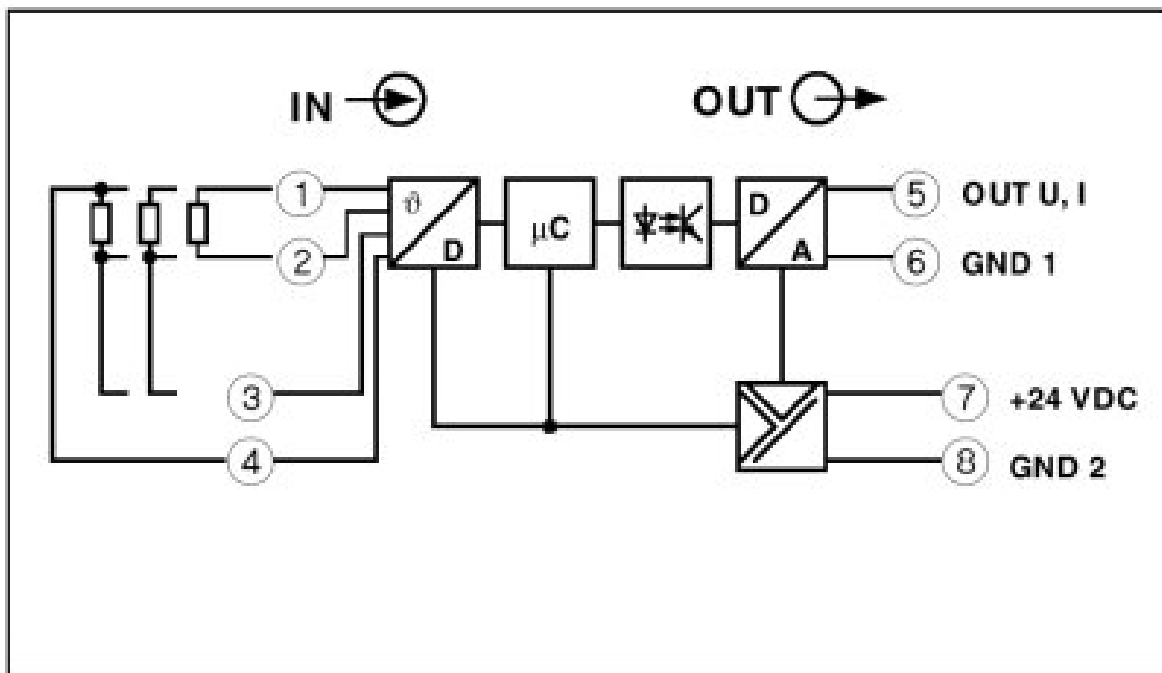 IN
OUT
1
ϑ
D
µC
D
A
5 OUT U, I
2
6 GND 1
3
7 +24 VDC
4
8 GND 2